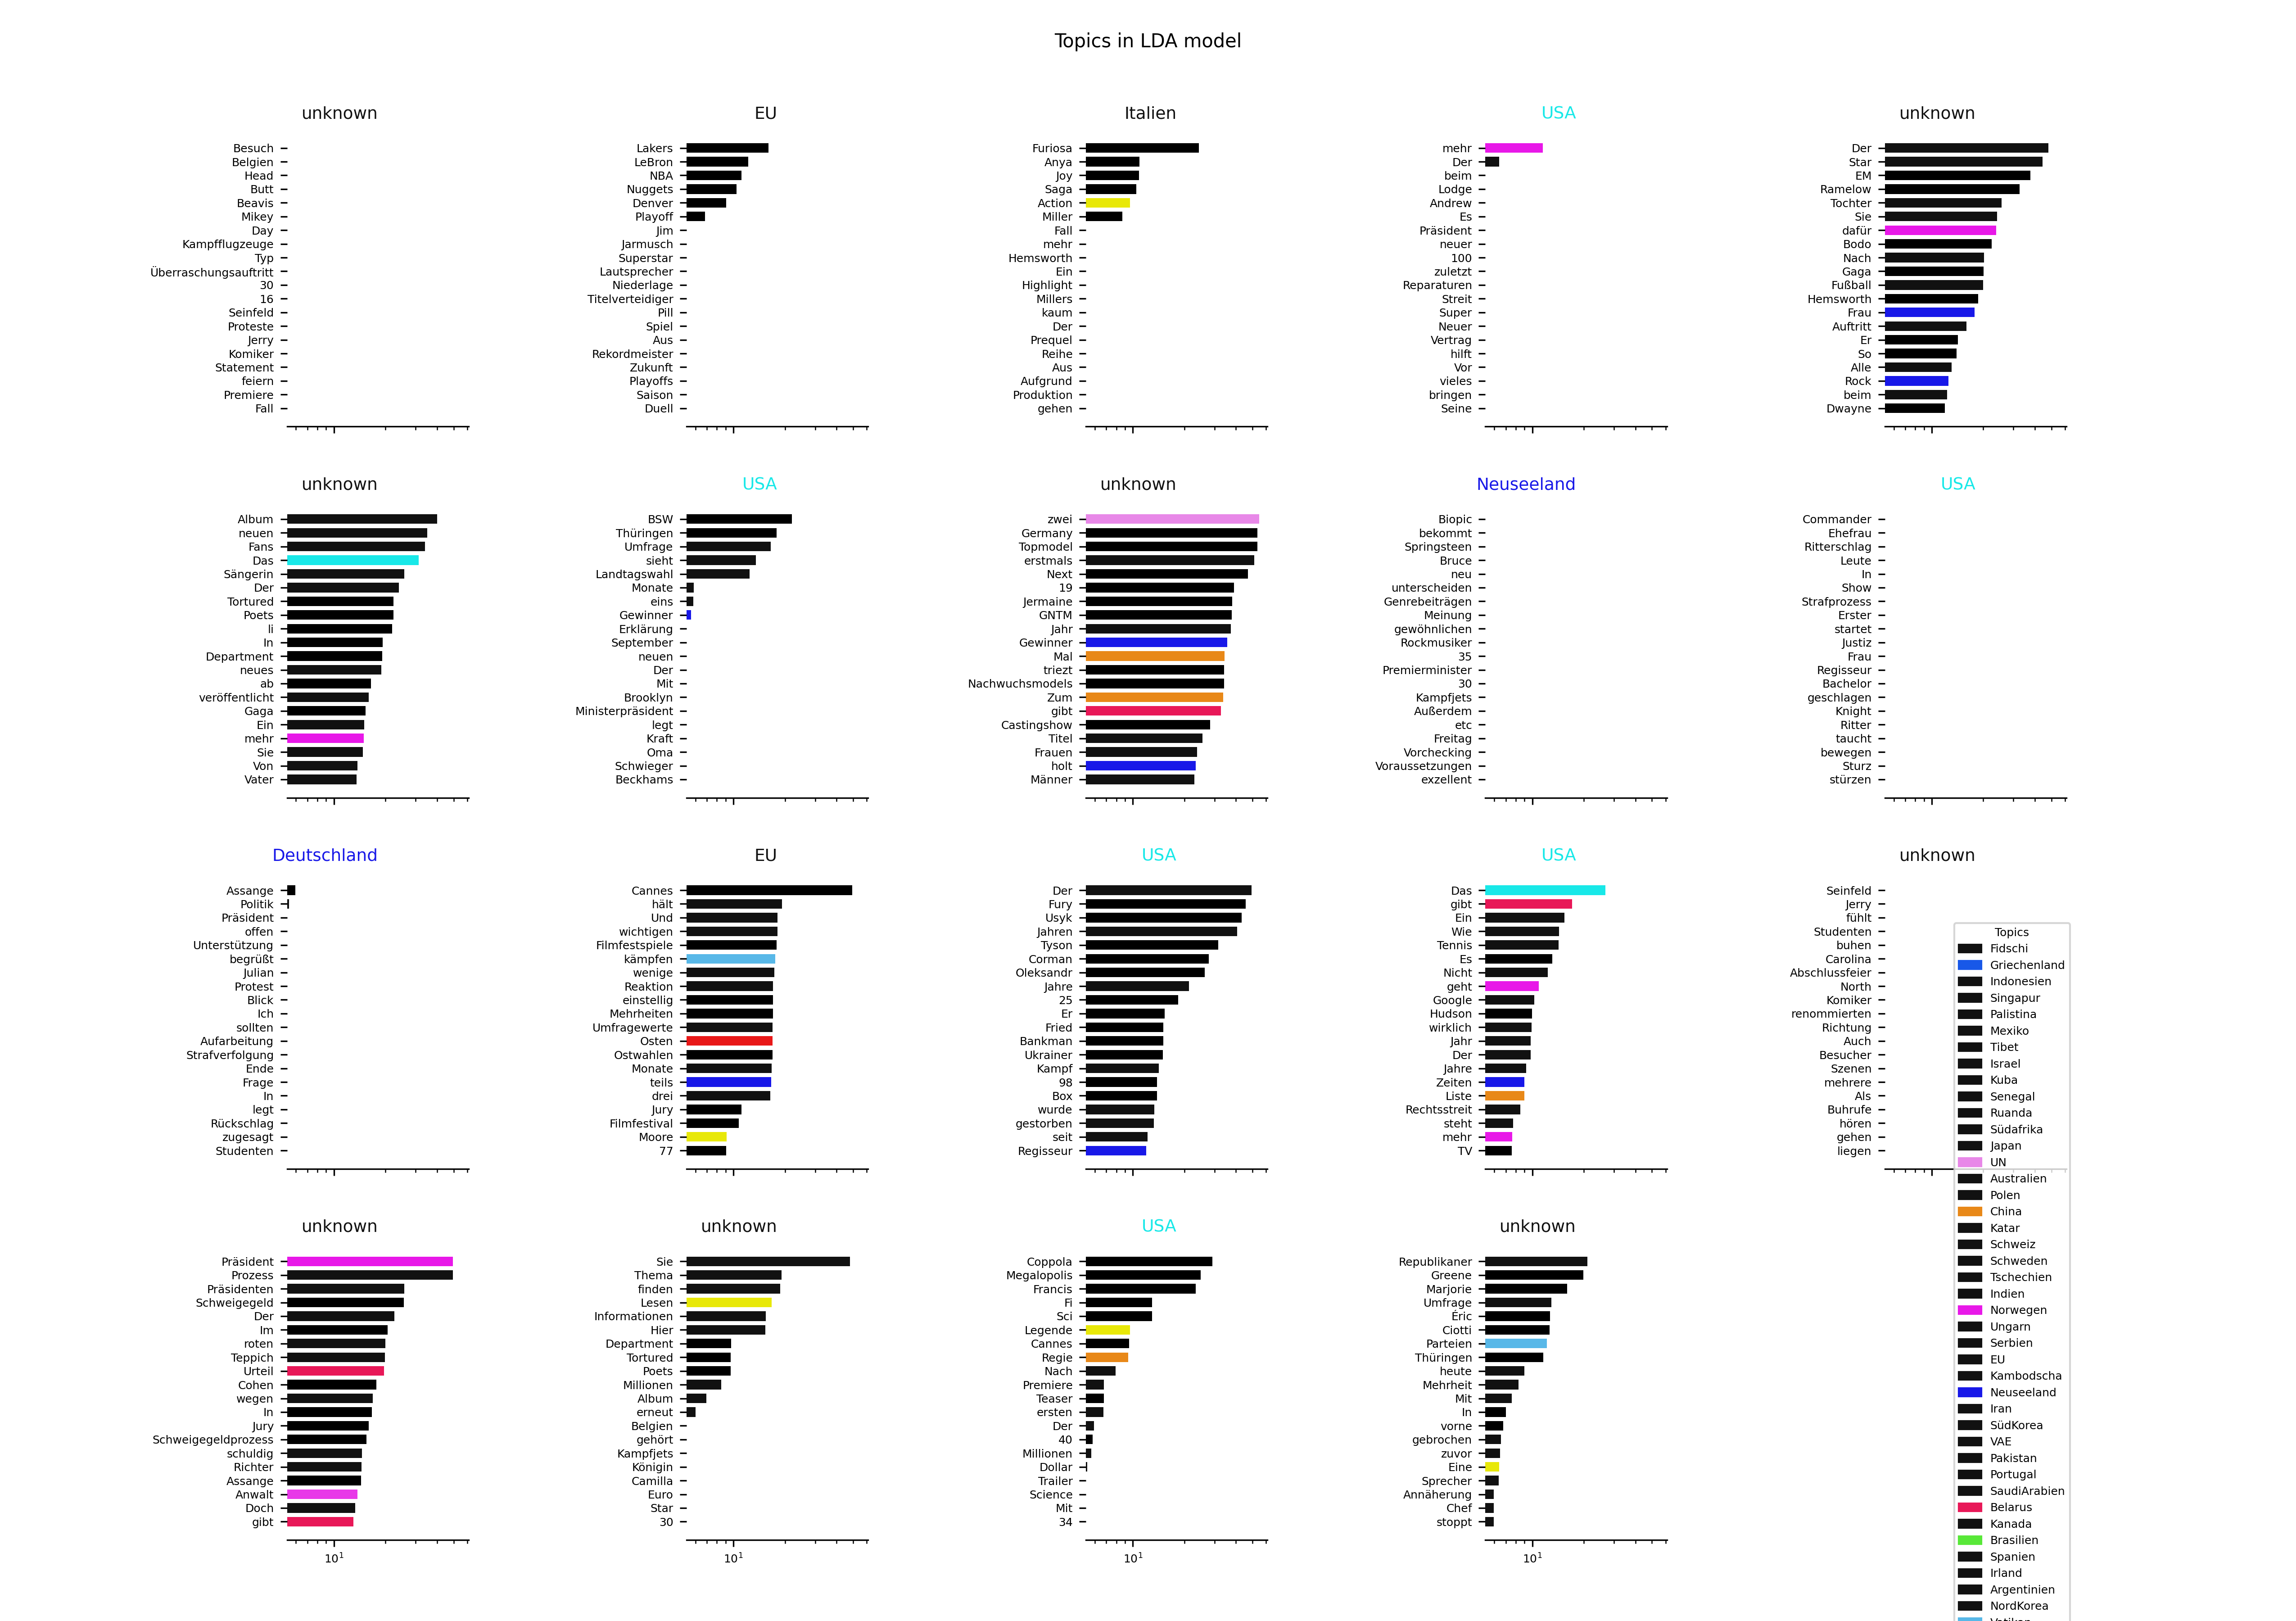 Topics in LDA model
unknown
Besuch
Belgien
Head
Butt
Beavis
Mikey
Day
Kampfflugzeuge
Typ
Überraschungsauftritt
30
16
Seinfeld
Proteste
Jerry
Komiker
Statement
feiern
Premiere
Fall
EU
Lakers
LeBron
NBA
Nuggets
Denver
Playoff
Jim
Jarmusch
Superstar
Lautsprecher
Niederlage
Titelverteidiger
Pill
Spiel
Aus
Rekordmeister
Zukunft
Playoffs
Saison
Duell
Italien
Furiosa
Anya
Joy
Saga
Action
Miller
Fall
mehr
Hemsworth
Ein
Highlight
Millers
kaum
Der
Prequel
Reihe
Aus
Aufgrund
Produktion
gehen
USA
mehr
Der
beim
Lodge
Andrew
Es
Präsident
neuer
100
zuletzt
Reparaturen
Streit
Super
Neuer
Vertrag
hilft
Vor
vieles
bringen
Seine
unknown
Der
Star
EM
Ramelow
Tochter
Sie
dafür
Bodo
Nach
Gaga
Fußball
Hemsworth
Frau
Auftritt
Er
So
Alle
Rock
beim
Dwayne
unknown
Album
neuen
Fans
Das
Sängerin
Der
Tortured
Poets
li
In
Department
neues
ab
veröffentlicht
Gaga
Ein
mehr
Sie
Von
Vater
USA
BSW
Thüringen
Umfrage
sieht
Landtagswahl
Monate
eins
Gewinner
Erklärung
September
neuen
Der
Mit
Brooklyn
Ministerpräsident
legt
Kraft
Oma
Schwieger
Beckhams
unknown
zwei
Germany
Topmodel
erstmals
Next
19
Jermaine
GNTM
Jahr
Gewinner
Mal
triezt
Nachwuchsmodels
Zum
gibt
Castingshow
Titel
Frauen
holt
Männer
Neuseeland
Biopic
bekommt
Springsteen
Bruce
neu
unterscheiden
Genrebeiträgen
Meinung
gewöhnlichen
Rockmusiker
35
Premierminister
30
Kampfjets
Außerdem
etc
Freitag
Vorchecking
Voraussetzungen
exzellent
USA
Commander
Ehefrau
Ritterschlag
Leute
In
Show
Strafprozess
Erster
startet
Justiz
Frau
Regisseur
Bachelor
geschlagen
Knight
Ritter
taucht
bewegen
Sturz
stürzen
Deutschland
Assange
Politik
Präsident
offen
Unterstützung
begrüßt
Julian
Protest
Blick
Ich
sollten
Aufarbeitung
Strafverfolgung
Ende
Frage
In
legt
Rückschlag
zugesagt
Studenten
EU
Cannes
hält
Und
wichtigen
Filmfestspiele
kämpfen
wenige
Reaktion
einstellig
Mehrheiten
Umfragewerte
Osten
Ostwahlen
Monate
teils
drei
Jury
Filmfestival
Moore
77
USA
Der
Fury
Usyk
Jahren
Tyson
Corman
Oleksandr
Jahre
25
Er
Fried
Bankman
Ukrainer
Kampf
98
Box
wurde
gestorben
seit
Regisseur
USA
Das
gibt
Ein
Wie
Tennis
Es
Nicht
geht
Google
Hudson
wirklich
Jahr
Der
Jahre
Zeiten
Liste
Rechtsstreit
steht
mehr
TV
unknown
Seinfeld
Jerry
fühlt
Studenten
buhen
Carolina
Abschlussfeier
North
Komiker
renommierten
Richtung
Auch
Besucher
Szenen
mehrere
Als
Buhrufe
hören
gehen
liegen
unknown
Präsident
Prozess
Präsidenten
Schweigegeld
Der
Im
roten
Teppich
Urteil
Cohen
wegen
In
Jury
Schweigegeldprozess
schuldig
Richter
Assange
Anwalt
Doch
gibt
10¹
unknown
Sie
Thema
finden
Lesen
Informationen
Hier
Department
Tortured
Poets
Millionen
Album
erneut
Belgien
gehört
Kampfjets
Königin
Camilla
Euro
Star
30
10¹
USA
Coppola
Megalopolis
Francis
Fi
Sci
Legende
Cannes
Regie
Nach
Premiere
Teaser
ersten
Der
40
Millionen
Dollar
Trailer
Science
Mit
34
10¹
unknown
Republikaner
Greene
Marjorie
Umfrage
Éric
Ciotti
Parteien
Thüringen
heute
Mehrheit
Mit
In
vorne
gebrochen
zuvor
Eine
Sprecher
Annäherung
Chef
stoppt
10¹
Topics
Fidschi
Griechenland
Indonesien
Singapur
Palistina
Mexiko
Tibet
Israel
Kuba
Senegal
Ruanda
Südafrika
Japan
UN
Australien
Polen
China
Katar
Schweiz
Schweden
Tschechien
Indien
Norwegen
Ungarn
Serbien
EU
Kambodscha
Neuseeland
Iran
SüdKorea
VAE
Pakistan
Portugal
SaudiArabien
Belarus
Kanada
Brasilien
Spanien
Irland
Argentinien
NordKorea